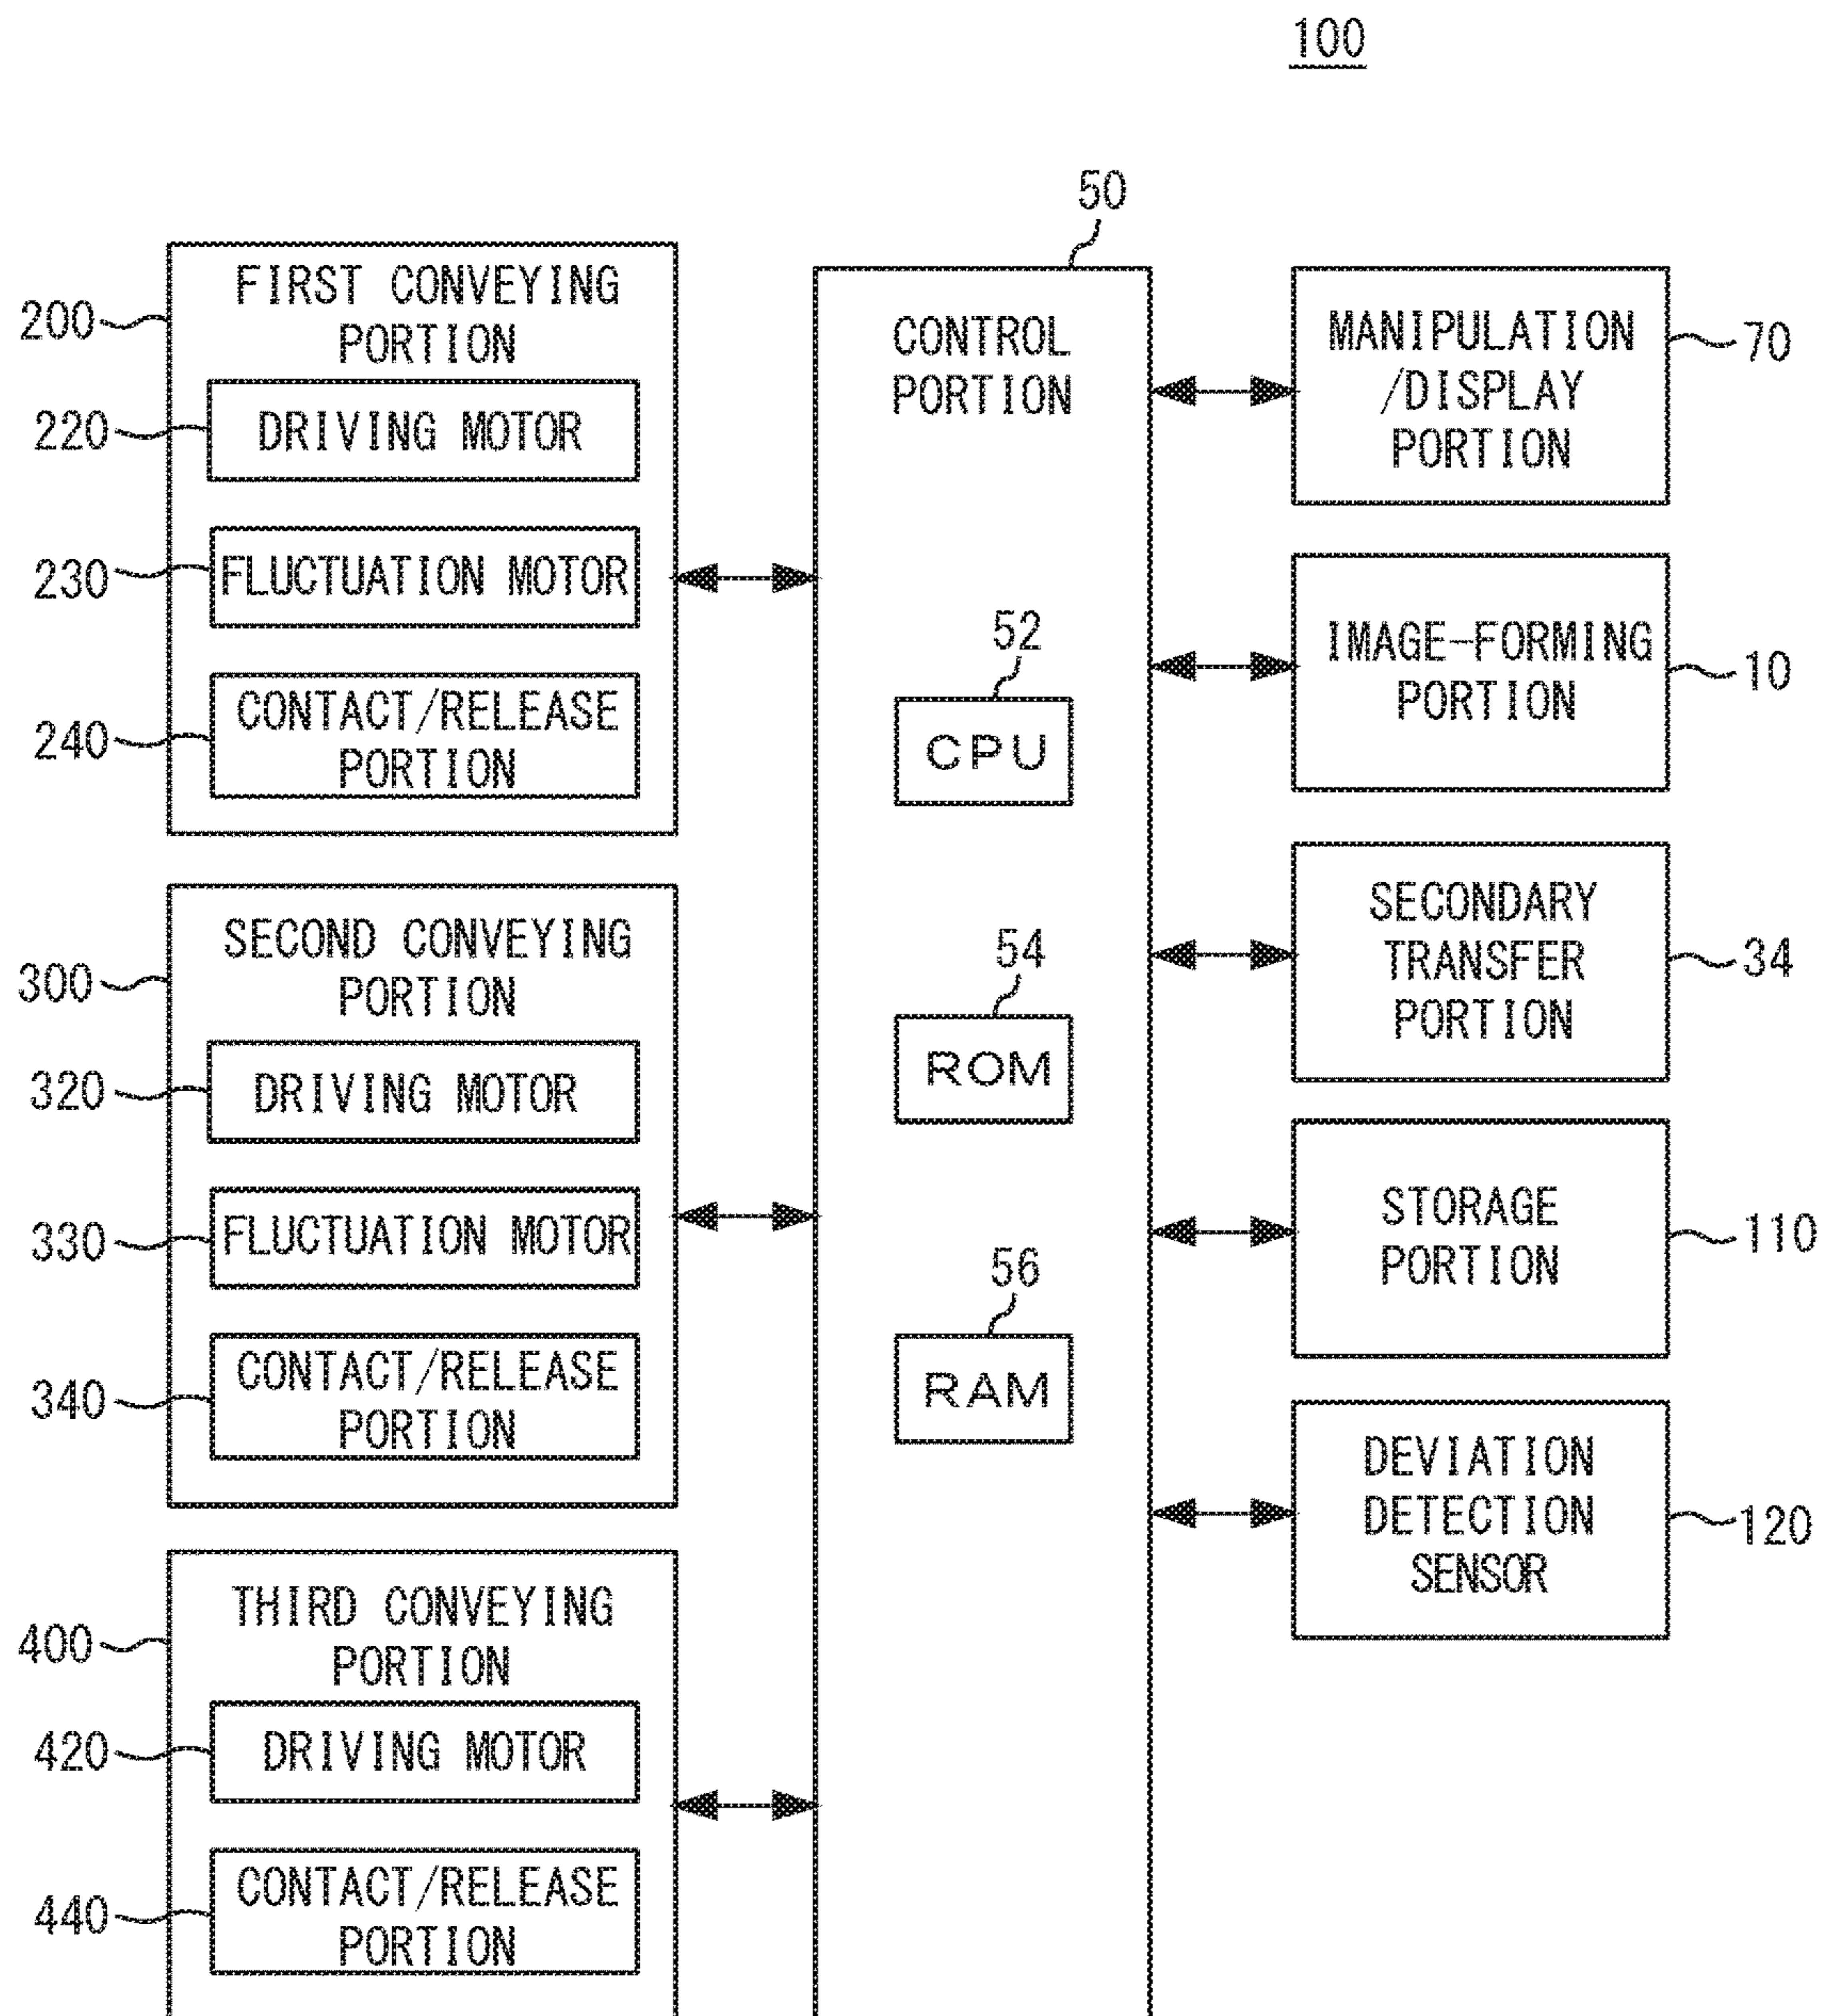 100
50
200
FIRST CONVEYING
PORTION
220
DRIVING MOTOR
230
FLUCTUATION MOTOR
240
CONTACT/RELEASE
PORTION
300
SECOND CONVEYING
PORTION
320
DRIVING MOTOR
330
FLUCTUATION MOTOR
340
CONTACT/RELEASE
PORTION
400
THIRD CONVEYING
PORTION
420
DRIVING MOTOR
440
CONTACT/RELEASE
PORTION
CONTROL
PORTION
52
CPU
54
ROM
56
RAM
MANIPULATION
/DISPLAY
PORTION
70
IMAGE-FORMING
PORTION
10
SECONDARY
TRANSFER
PORTION
34
STORAGE
PORTION
110
DEVIATION
DETECTION
SENSOR
120